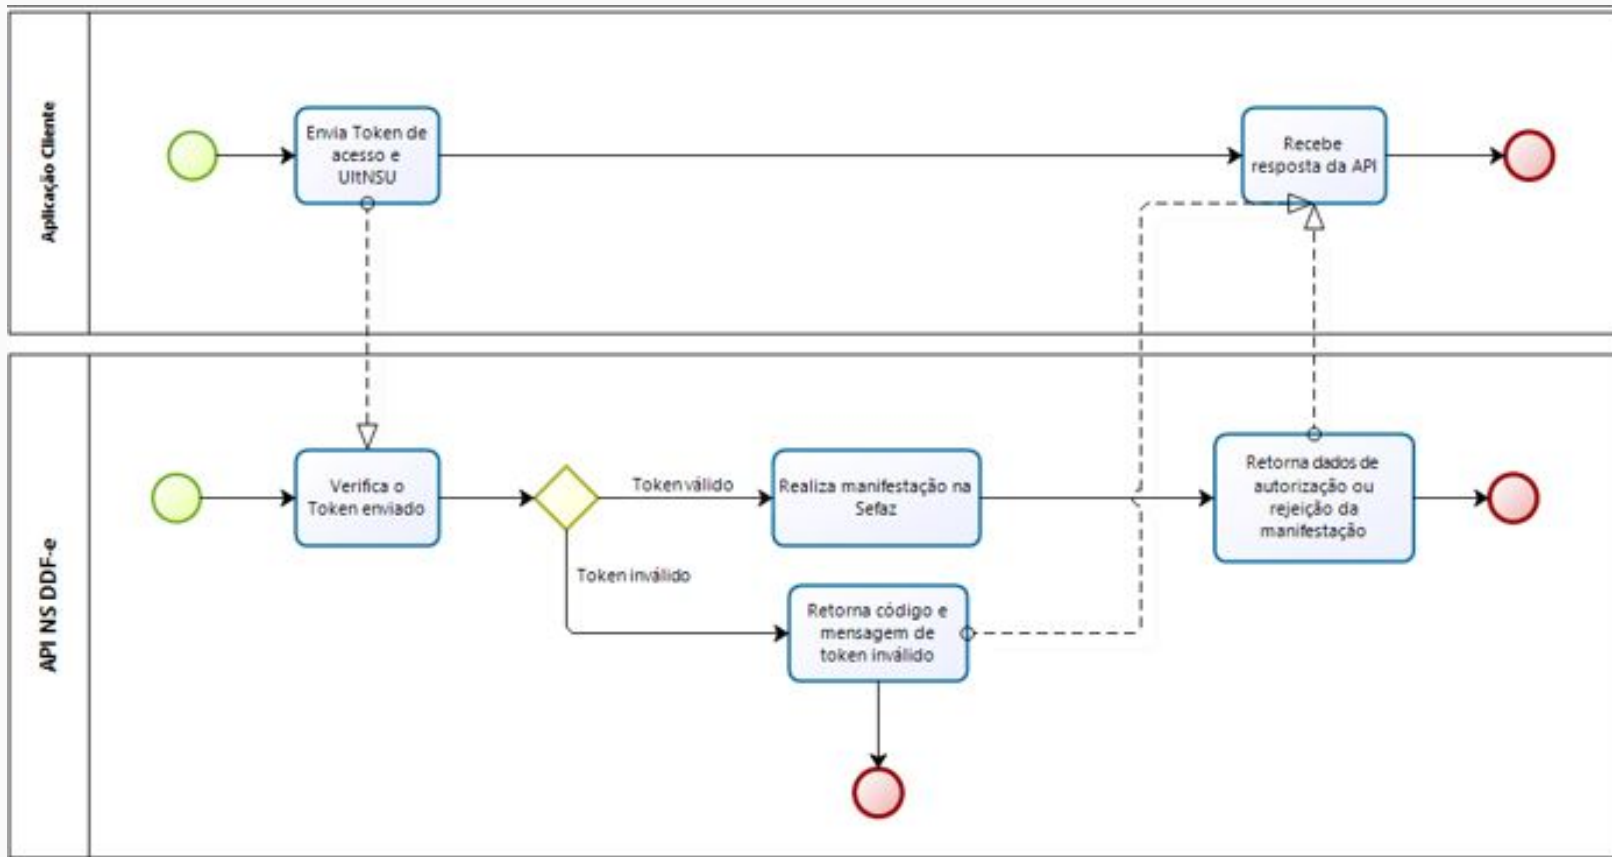 Aplicação Cliente
Envia Token de
acesso e
UltNSU
Recebe
resposta da API
API NS DDF-e
Verifica o
Token enviado
Token válido
Realiza manifestação na
Sefaz
Retorna dados de
autorização ou
rejeição da
manifestação
Token inválido
Retorna código e
mensagem de
token inválido